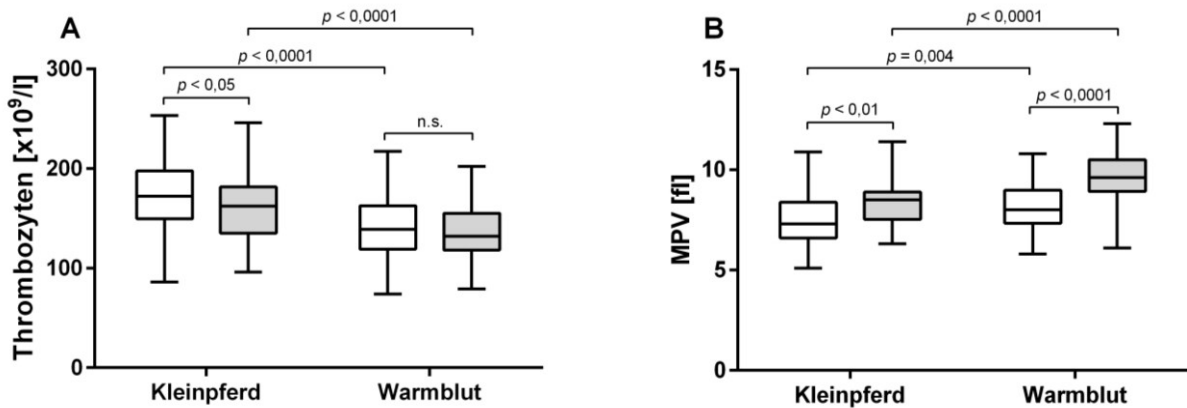 A
p < 0,0001
p < 0,0001
p < 0,05
n.s.
Thrombozyten [x10⁹/l]
300
200
100
0
Kleinpferd
Warmblut
B
p < 0,0001
p = 0,004
p < 0,01
p < 0,0001
MPV [fl]
15
10
5
0
Kleinpferd
Warmblut